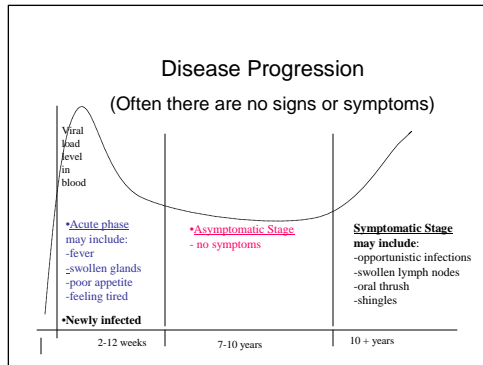 Disease Progression
(Often there are no signs or symptoms)
Viral
load
level
in
blood
•Acute phase
may include:
-fever
-swollen glands
-poor appetite
-feeling tired
•Newly infected
•Asymptomatic Stage
- no symptoms
Symptomatic Stage
may include:
-opportunistic infections
-swollen lymph nodes
-oral thrush
-shingles
2-12 weeks
7-10 years
10 + years